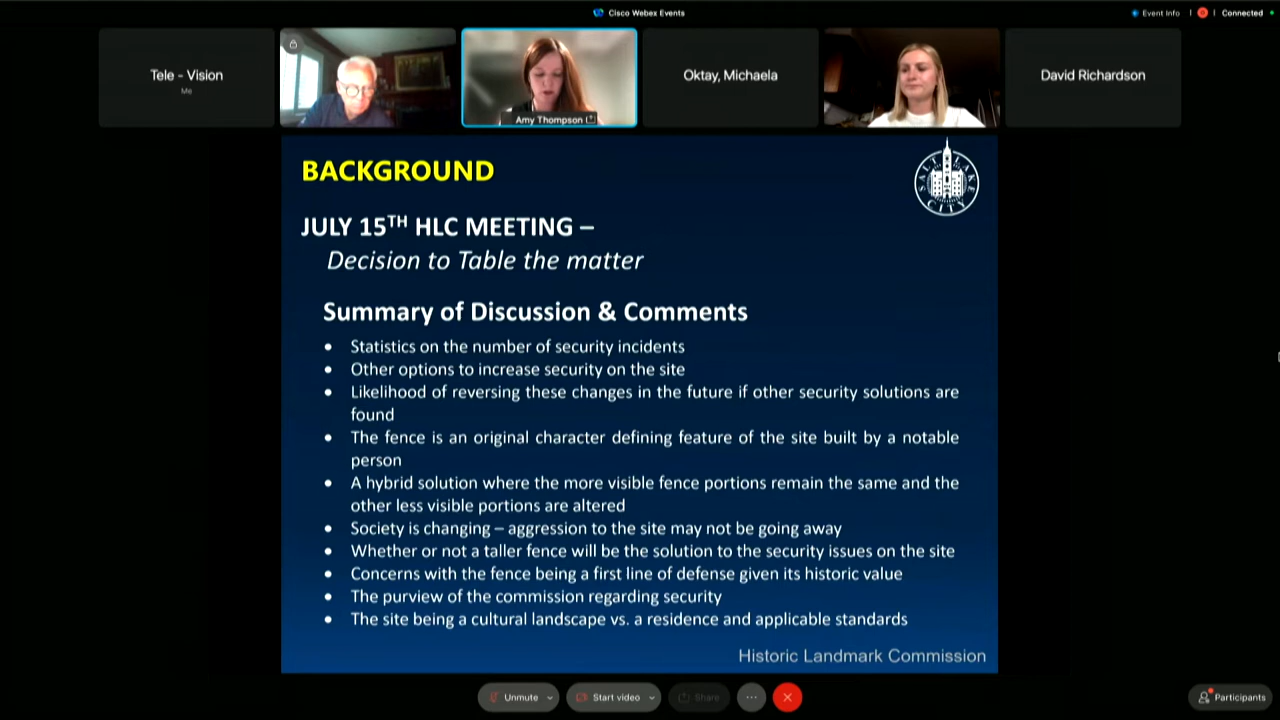 Cisco Webex Events
Event Info
Connected
Tele - Vision
Me
Amy Thompson
Oktay, Michaela
David Richardson
BACKGROUND
SALT LAKE
CITY
JULY 15TH HLC MEETING –
Decision to Table the matter
Summary of Discussion & Comments
• Statistics on the number of security incidents
• Other options to increase security on the site
• Likelihood of reversing these changes in the future if other security solutions are
found
• The fence is an original character defining feature of the site built by a notable
person
• A hybrid solution where the more visible fence portions remain the same and the
other less visible portions are altered
• Society is changing – aggression to the site may not be going away
• Whether or not a taller fence will be the solution to the security issues on the site
• Concerns with the fence being a first line of defense given its historic value
• The purview of the commission regarding security
• The site being a cultural landscape vs. a residence and applicable standards
Historic Landmark Commission
Unmute
Start video
Share
Participants